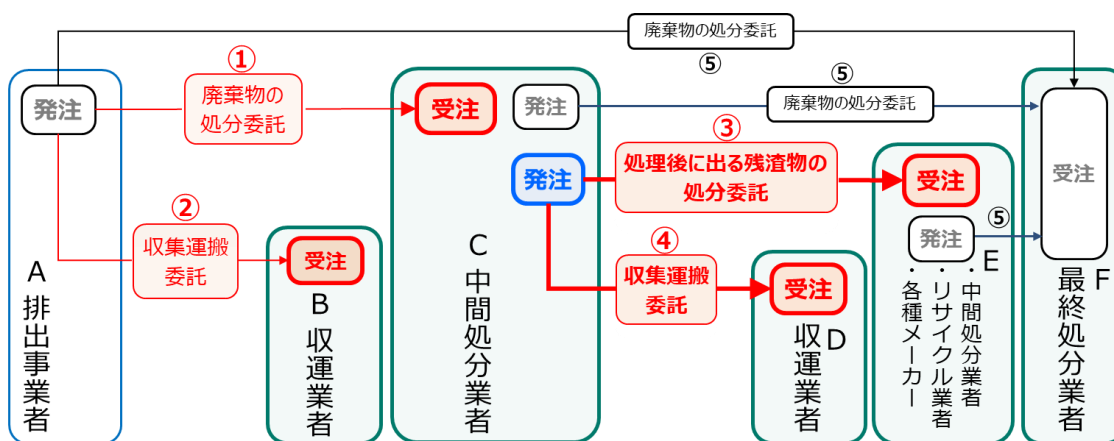 廃棄物の処分委託
⑤
①
廃棄物の
処分委託
発注
受注
発注
⑤
廃棄物の処分委託
受注
③
処理後に出る残渣物の
処分委託
発注
受注
②
収集運搬
委託
受注
④
収集運搬
委託
受注
発注
⑤
A 排出事業者
B 収運業者
C 中間処分業者
D 収運業者
E
・中間処分業者
・リサイクル業者
・各種メーカー
F 最終処分業者